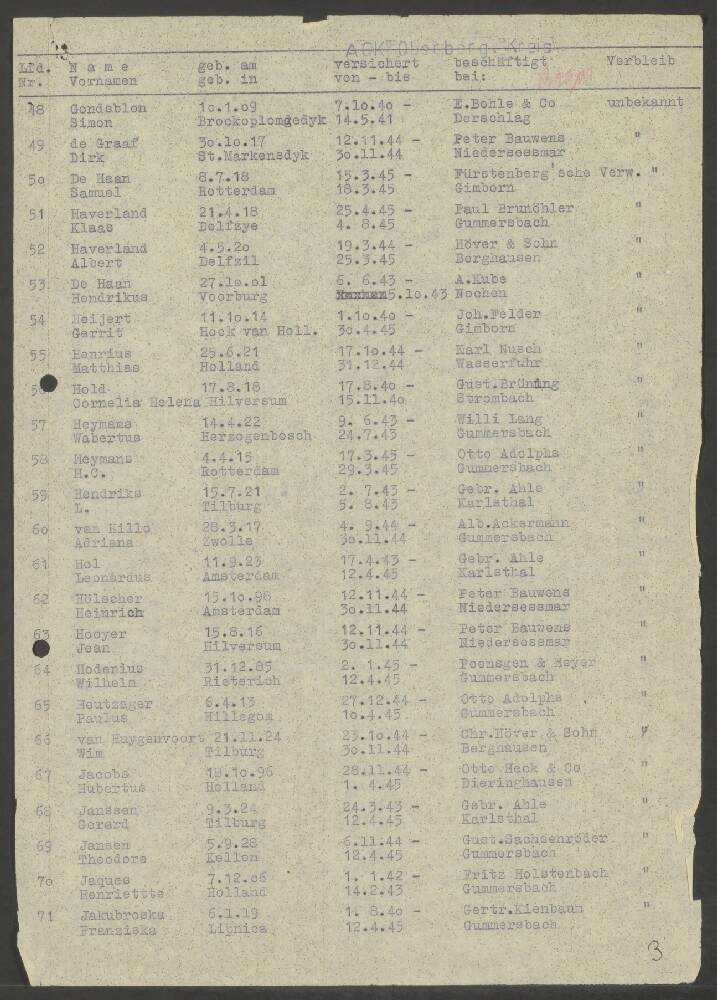 AOK Oberberg. Kreis
Lfd. N a m e geb. am versichert beschäftigt Verbleib
Nr. Vornamen geb. in von - bis bei:
48 Gondsblon 1o.1.o9 7.1o.4o - E.Bohle & Co unbekannt
Simon Brockoplomgedyk 14.5.41 Derschlag
49 de Graaf 3o.1o.17 12.11.44 - Peter Bauwens "
Dirk St.Markensdyk 3o.11.44 Niedersessmar
5o De Haan 8.7.18 15.3.45 - Fürstenberg'sche Verw. "
Samuel Rotterdam 18.3.45 Gimborn
51 Haverland 21.4.18 25.4.45 - Paul Brunöhler "
Klaas Delfzye 4. 8.45 Gummersbach
52 Haverland 4.5.2o 19.3.44 - Höver & Sohn "
Albert Delfzil 25.3.45 Berghausen
53 De Haan 27.1o.o1 6. 6.43 - A.Kube "
Hendrikus Voorburg 5.1o.43 Nochen
54 Heijert 11.1o.14 1.1o.4o - Joh.Felder "
Gerrit Hoek van Holl. 3o.4.45 Gimborn
55 Henrius 25.6.21 17.1o.44 - Karl Nusch "
Matthias Holland 31.12.44 Wasserfuhr
56 Hold 17.8.18 17.8.4o - Gust.Brüning "
Cornelia Helena Hilversum 15.11.4o Strombach
57 Heymans 14.4.22 9. 6.43 - Willi Lang "
Wabertus Herzogenbosch 24.7.43 Gummersbach
58 Heymans 4.4.15 17.3.45 - Otto Adolphs "
H.C. Rotterdam 29.3.45 Gummersbach
59 Hendriks 15.7.21 2. 7.43 - Gebr. Ahle "
L. Tilburg 5. 8.43 Karlsthal
6o van Hillo 28.3.17 4. 9.44 - Alb.Ackermann "
Adriana Zwolle 3o.11.44 Gummersbach
61 Hol 11.9.23 17.4.43 - Gebr. Ahle "
Leonardus Amsterdam 12.4.45 Karlsthal
62 Hülscher 15.1o.98 12.11.44 - Peter Bauwens "
Heinrich Amsterdam 3o.11.44 Niedersessmar
63 Hooyer 15.8.16 12.11.44 - Peter Bauwens "
Jean Hilversum 3o.11.44 Niedersessmar
64 Hodenius 31.12.85 2. 1.45 - Poensgen & Heyer "
Wilhelm Rieterich 12.4.45 Gummersbach
65 Houtzager 6.4.13 27.12.44 - Otto Adolphs "
Paulus Hillegom 1o.4.45 Gummersbach
66 van Huygenvoort 21.11.24 23.1o.44 - Chr.Höver & Sohn "
Wim Tilburg 3o.11.44 Berghausen
67 Jacobs 18.1o.96 28.11.44 - Otto Heck & Co "
Hubertus Holland 1. 4.45 Dieringhausen
68 Janssen 9.3.24 24.3.43 - Gebr. Ahle "
Gerard Tilburg 12.4.45 Karlsthal
69 Jansen 5.9.28 6.11.44 - Gust.Sachsenröder "
Theodora Kellen 12.4.45 Gummersbach
7o Jaques 7.12.o6 1. 1.42 - Fritz Holstenbach "
Henriettte Holland 14.2.43 Gummersbach
71 Jakubroska 6.1.19 1. 8.4o - Gertr.Kienbaum "
Franziska Lipnica 12.4.45 Gummersbach
3